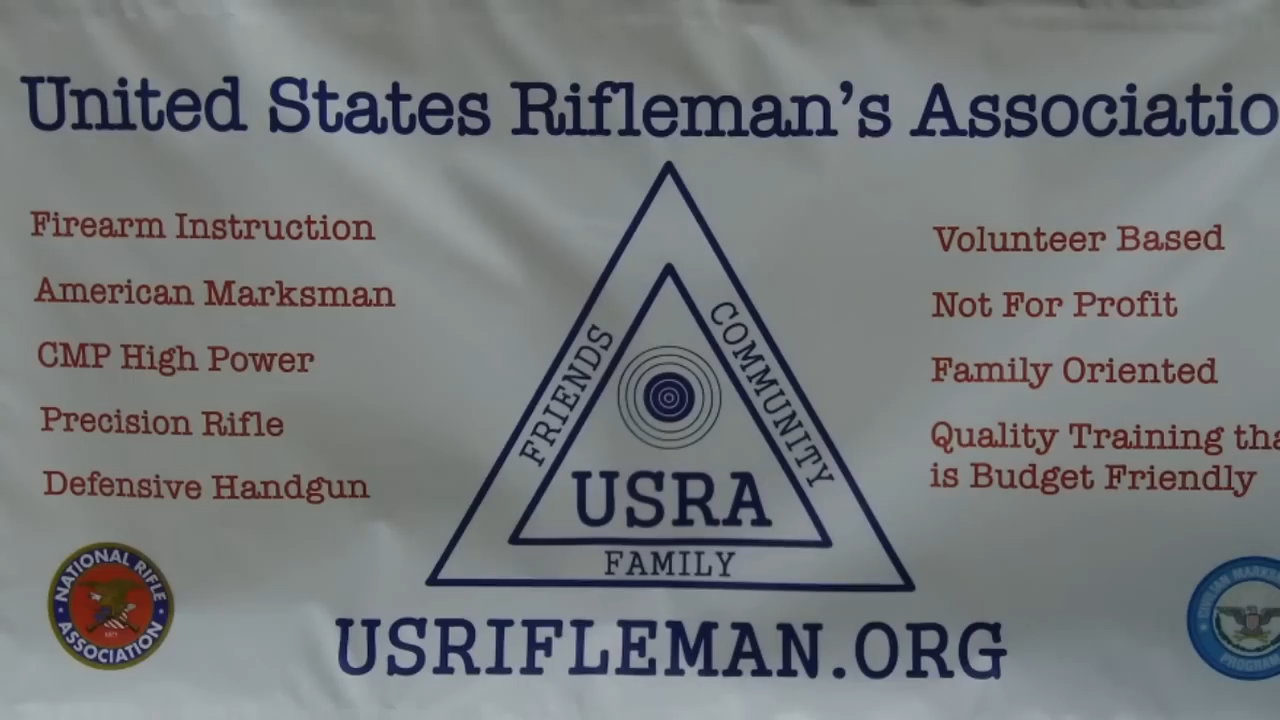 United States Rifleman's Associatio
Firearm Instruction
American Marksman
CMP High Power
Precision Rifle
Defensive Handgun
FRIENDS
COMMUNITY
USRA
FAMILY
Volunteer Based
Not For Profit
Family Oriented
Quality Training tha
is Budget Friendly
NATIONAL RIFLE
ASSOCIATION
PROGRAM
USRIFLEMAN.ORG